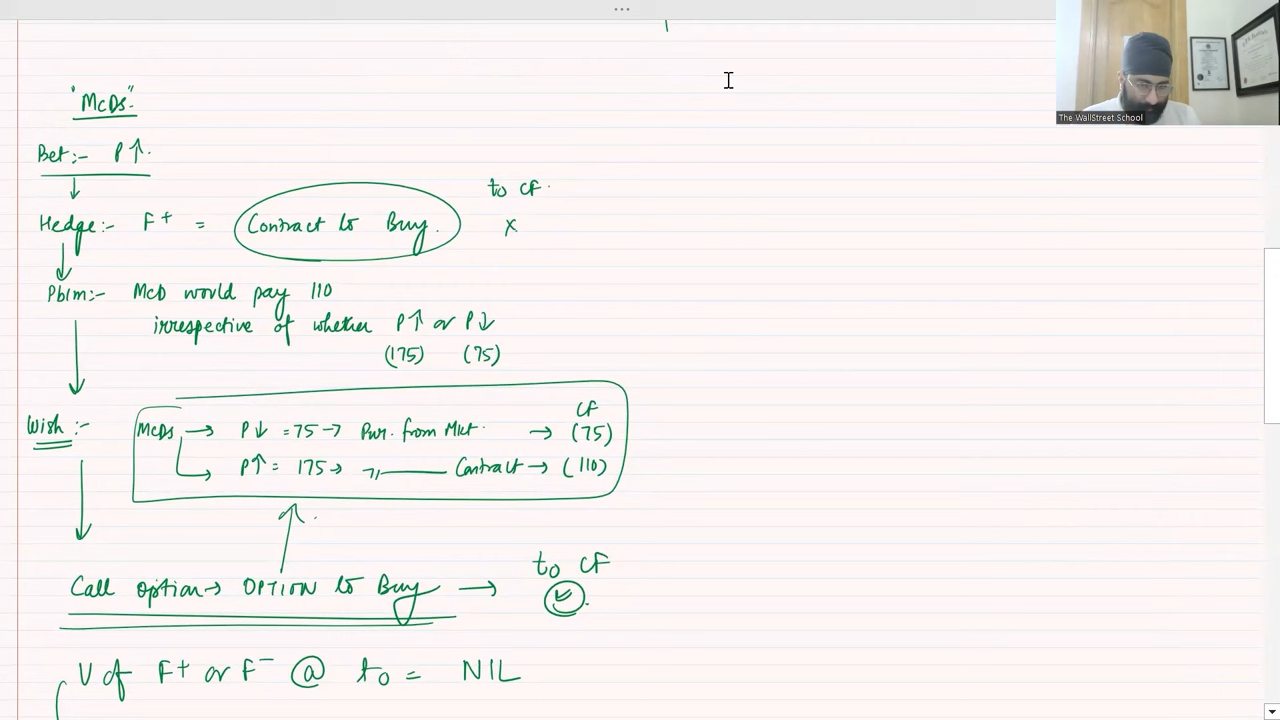 "McDs"
Bet:- P↑.
to CF.
Hedge:- F+ = Contract to Buy. x
Pblm:- McD would pay 110
irrespective of whether P↑ or P↓
(175) (75)
CF
Wish:- McDs → P↓ = 75 → Pur. from Mkt. → (75)
P↑ = 175 → —〃— Contract → (110)
to CF
Call option → OPTION to Buy → ✓.
V of F+ or F- @ to = NIL
The WallStreet School